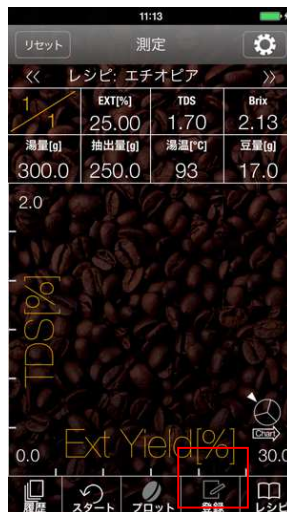 11:13
リセット 測定
レシピ: エチオピア
1/1 EXT[%] TDS Brix
25.00 1.70 2.13
湯量[g] 抽出量[g] 湯温[℃] 豆量[g]
300.0 250.0 93 17.0
2.0
TDS[%]
Chart
0.0 Ext Yield[%] 30.0
履歴 スタート プロット 登録 レシピ